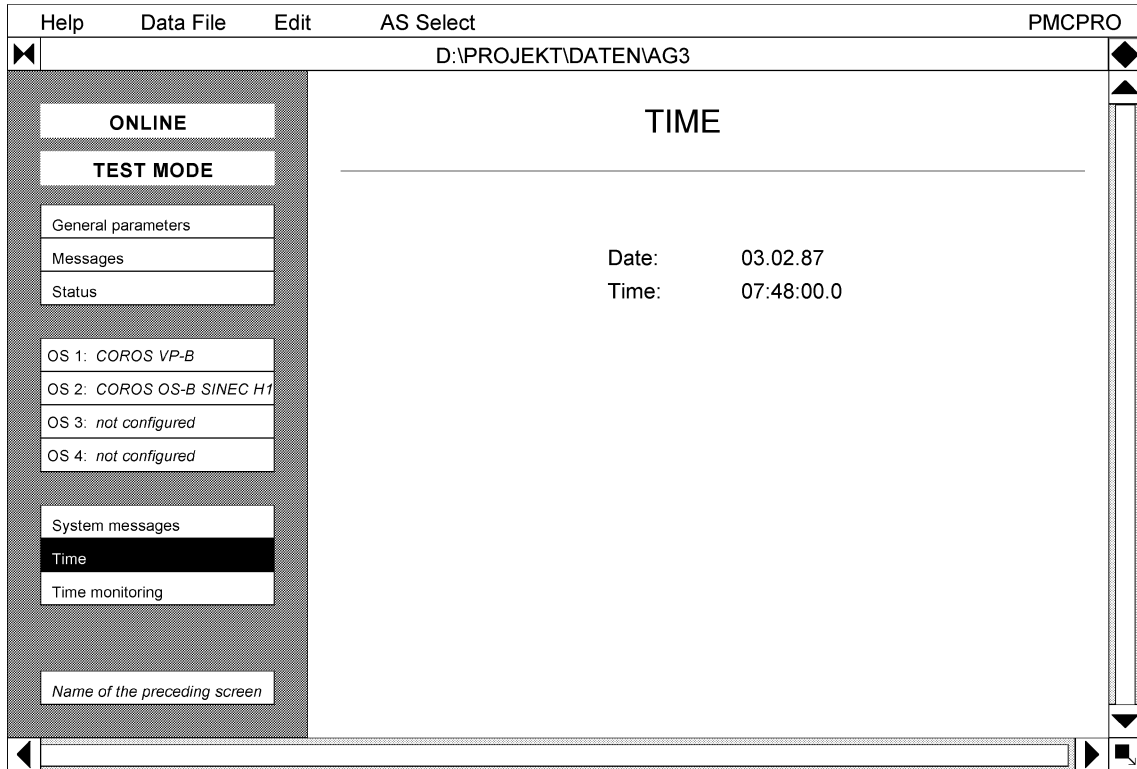 Help Data File Edit AS Select PMCPRO
D:\PROJEKT\DATEN\AG3
ONLINE
TEST MODE
General parameters
Messages
Status
OS 1: COROS VP-B
OS 2: COROS OS-B SINEC H1
OS 3: not configured
OS 4: not configured
System messages
Time
Time monitoring
Name of the preceding screen
TIME
Date: 03.02.87
Time: 07:48:00.0